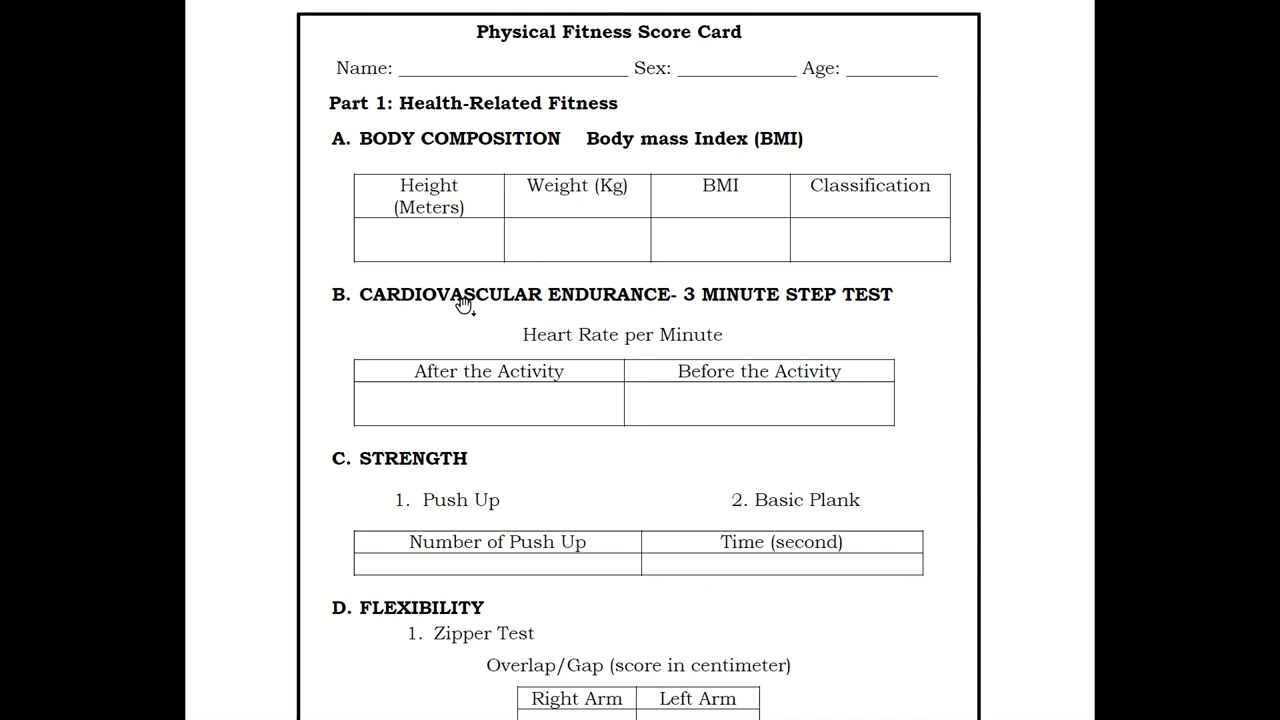 Physical Fitness Score Card
Name: ________________________ Sex: ____________ Age: __________
Part 1: Health-Related Fitness
A. BODY COMPOSITION Body mass Index (BMI)
Height (Meters) Weight (Kg) BMI Classification
B. CARDIOVASCULAR ENDURANCE- 3 MINUTE STEP TEST
Heart Rate per Minute
After the Activity Before the Activity
C. STRENGTH
1. Push Up 2. Basic Plank
Number of Push Up Time (second)
D. FLEXIBILITY
1. Zipper Test
Overlap/Gap (score in centimeter)
Right Arm Left Arm